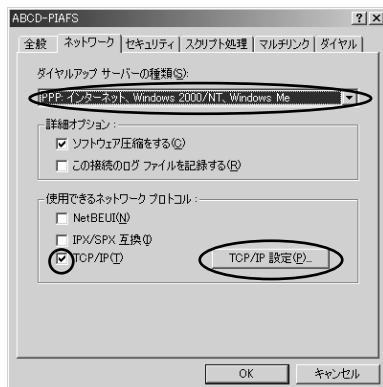 ABCD-PIAFS
全般 ネットワーク セキュリティ スクリプト処理 マルチリンク ダイヤル
ダイヤルアップ サーバーの種類(S):
PPP: インターネット、Windows 2000/NT、Windows Me
詳細オプション:
ソフトウェア圧縮をする(C)
この接続のログ ファイルを記録する(R)
使用できるネットワーク プロトコル:
NetBEUI(N)
IPX/SPX 互換(I)
TCP/IP(T) TCP/IP 設定(P)...
OK キャンセル